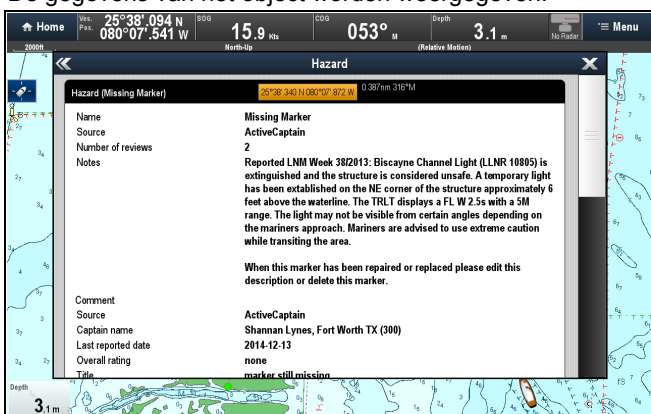 De gegevens van het object worden weergegeven.
Home
Ves. Pos. 25°38'.094 N 080°07'.541 W
SOG 15.9 Kts
COG 053° M
Depth 3.1 m
No Radar
Menu
2000ft
North-Up
(Relative Motion)
Hazard
Hazard (Missing Marker)
25°38'.340 N 080°07'.872 W
0.387nm 316°M
Name Missing Marker
Source ActiveCaptain
Number of reviews 2
Notes Reported LNM Week 38/2013: Biscayne Channel Light (LLNR 10805) is
extinguished and the structure is considered unsafe. A temporary light
has been extablished on the NE corner of the structure approximately 6
feet above the waterline. The TRLT displays a FL W 2.5s with a 5M
range. The light may not be visible from certain angles depending on
the mariners approach. Mariners are advised to use extreme caution
while transiting the area.
When this marker has been repaired or replaced please edit this
description or delete this marker.
Comment
Source ActiveCaptain
Captain name Shannan Lynes, Fort Worth TX (300)
Last reported date 2014-12-13
Overall rating none
Title marker still missing
Depth
3.1 m